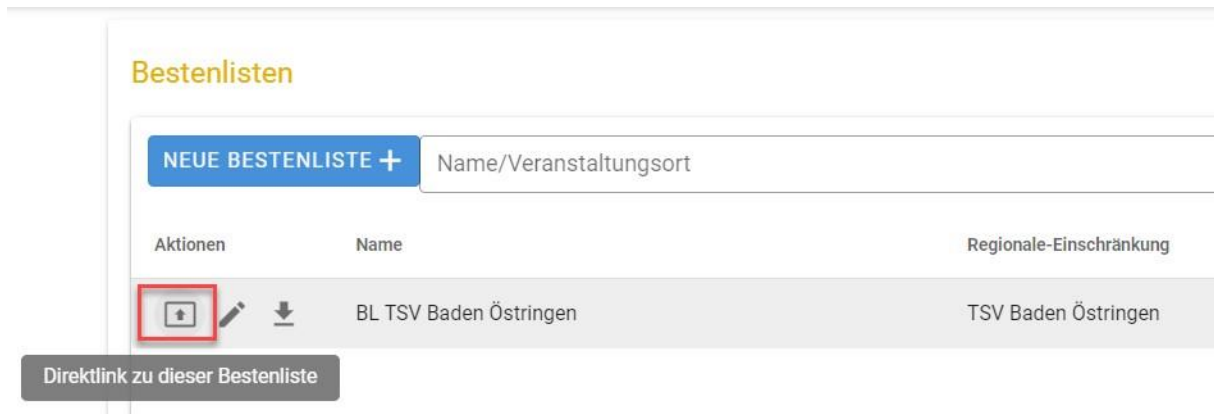 Bestenlisten
NEUE BESTENLISTE +
Name/Veranstaltungsort
Aktionen Name Regionale-Einschränkung
BL TSV Baden Östringen TSV Baden Östringen
Direktlink zu dieser Bestenliste